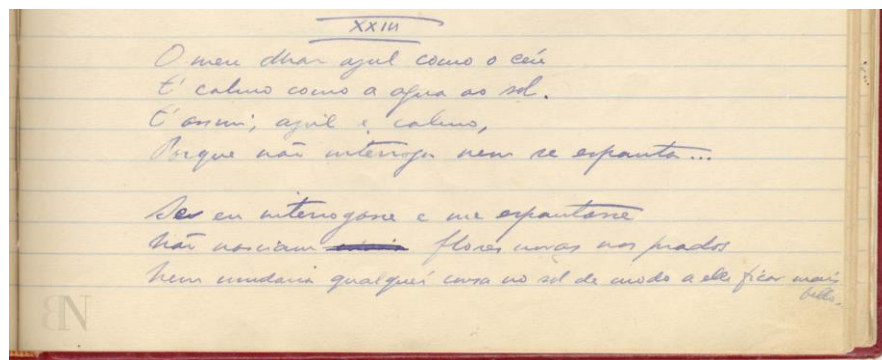 XXIII
O meu olhar azul como o céu
É calmo como a agua ao sol.
É assim, azul e calmo,
Porque não interroga nem se espanta...
Se eu interrogasse e me espantasse
Não nasciam flores novas nos prados
Nem mudaria qualquer cousa no sol de modo a elle ficar mais
bello.
BN